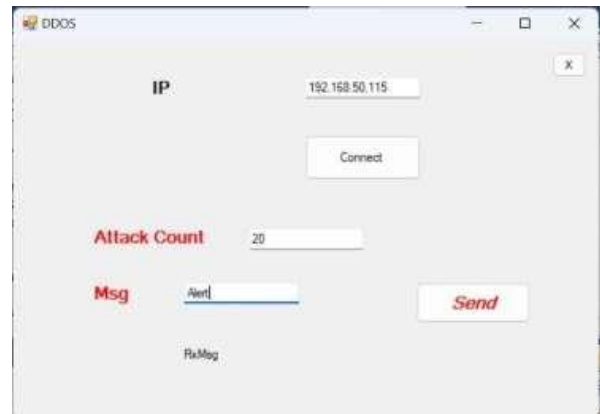 DDOS
X
IP 192.168.50.115
Connect
Attack Count 20
Msg Alert Send
RxMsg